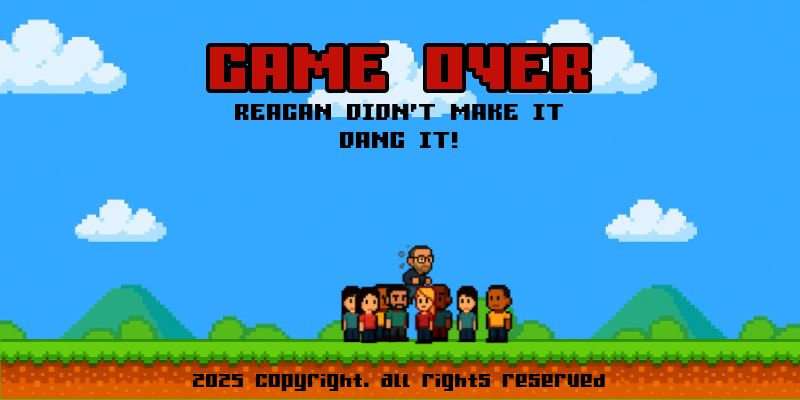 GAME OVER
REAGAN DIDN'T MAKE IT
DANG IT!
2025 copyright. all rights reserved